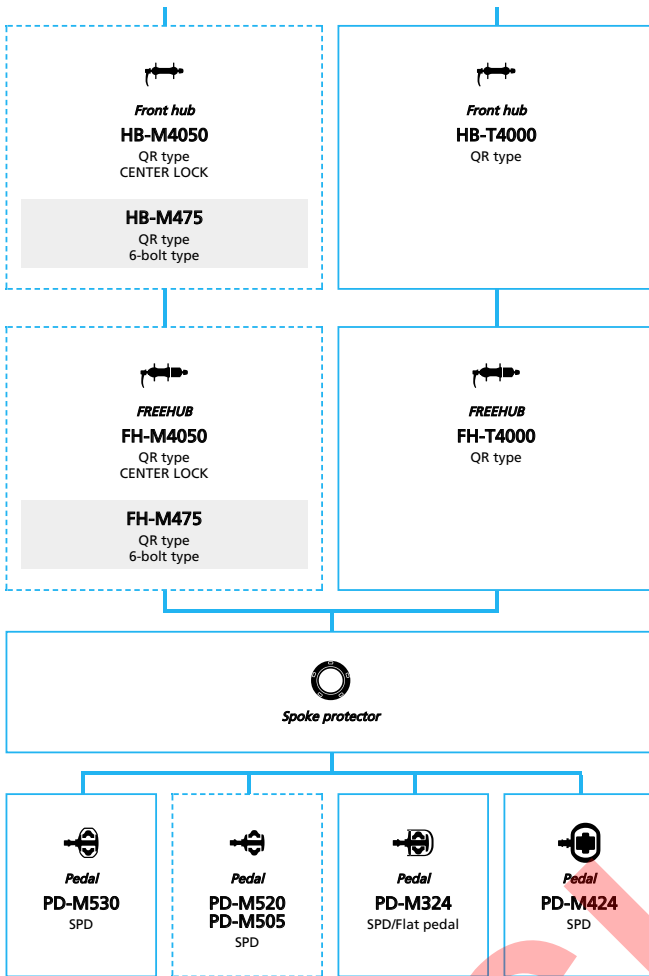 Front hub
HB-M4050
QR type
CENTER LOCK
HB-M475
QR type
6-bolt type
Front hub
HB-T4000
QR type
FREEHUB
FH-M4050
QR type
CENTER LOCK
FH-M475
QR type
6-bolt type
FREEHUB
FH-T4000
QR type
Spoke protector
Pedal
PD-M530
SPD
Pedal
PD-M520
PD-M505
SPD
Pedal
PD-M324
SPD/Flat pedal
Pedal
PD-M424
SPD